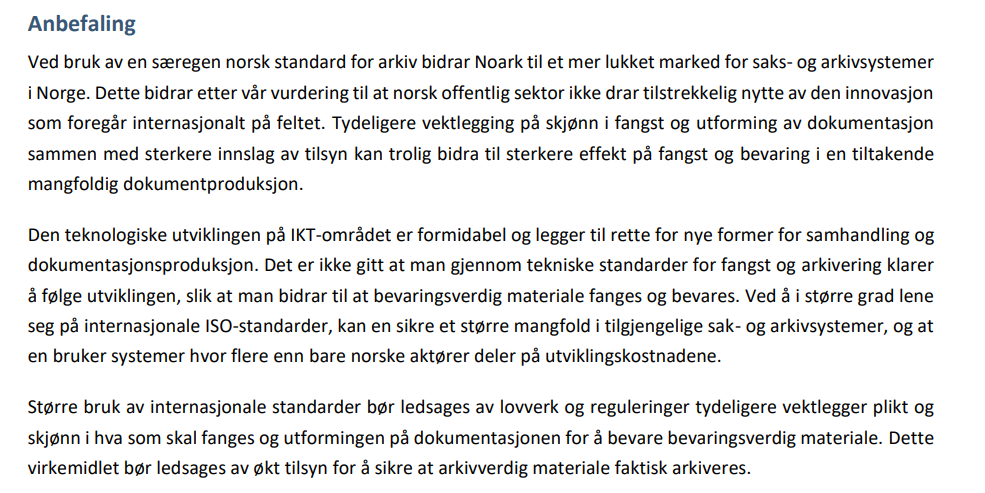 Anbefaling
Ved bruk av en særegen norsk standard for arkiv bidrar Noark til et mer lukket marked for saks- og arkivsystemer
i Norge. Dette bidrar etter vår vurdering til at norsk offentlig sektor ikke drar tilstrekkelig nytte av den innovasjon
som foregår internasjonalt på feltet. Tydeligere vektlegging på skjønn i fangst og utforming av dokumentasjon
sammen med sterkere innslag av tilsyn kan trolig bidra til sterkere effekt på fangst og bevaring i en tiltakende
mangfoldig dokumentproduksjon.
Den teknologiske utviklingen på IKT-området er formidabel og legger til rette for nye former for samhandling og
dokumentasjonsproduksjon. Det er ikke gitt at man gjennom tekniske standarder for fangst og arkivering klarer
å følge utviklingen, slik at man bidrar til at bevaringsverdig materiale fanges og bevares. Ved å i større grad lene
seg på internasjonale ISO-standarder, kan en sikre et større mangfold i tilgjengelige sak- og arkivsystemer, og at
en bruker systemer hvor flere enn bare norske aktører deler på utviklingskostnadene.
Større bruk av internasjonale standarder bør ledsages av lovverk og reguleringer tydeligere vektlegger plikt og
skjønn i hva som skal fanges og utformingen på dokumentasjonen for å bevare bevaringsverdig materiale. Dette
virkemidlet bør ledsages av økt tilsyn for å sikre at arkivverdig materiale faktisk arkiveres.